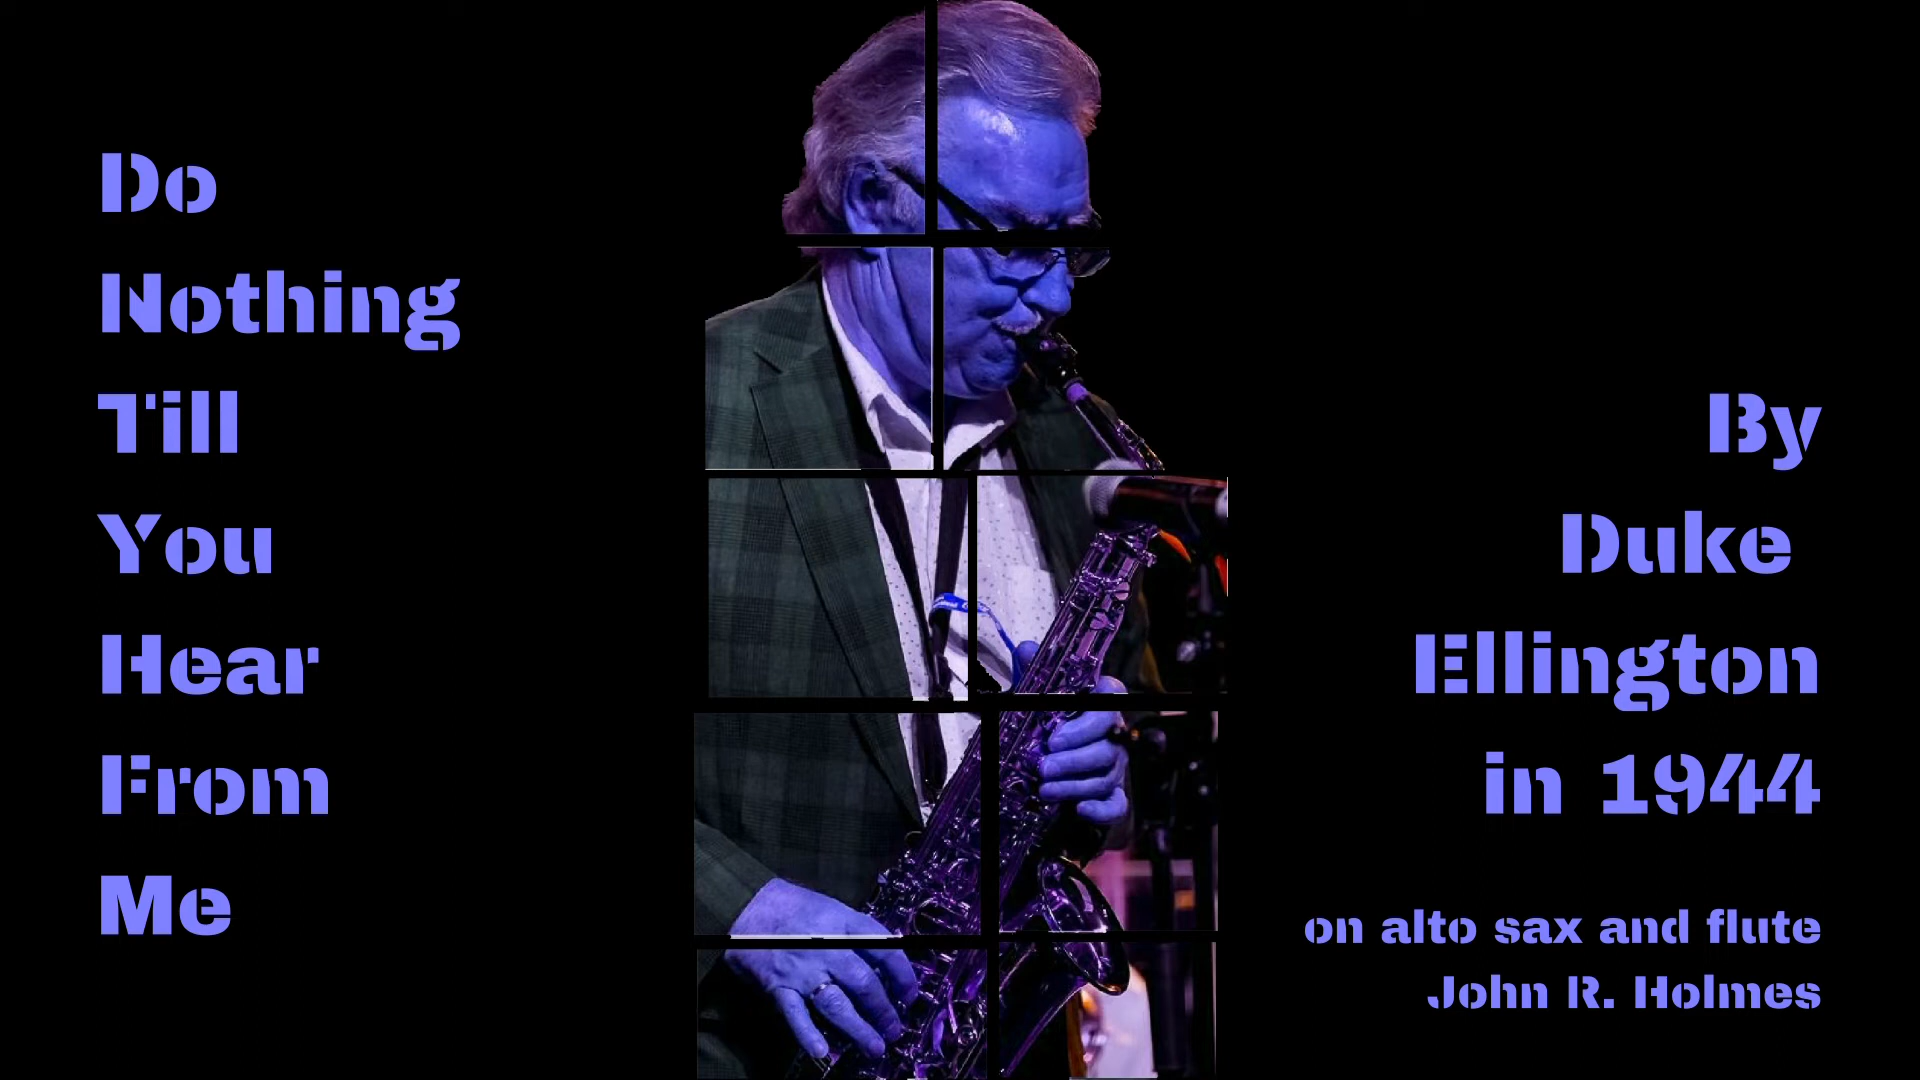 Do
Nothing
Till
You
Hear
From
Me
By
Duke
Ellington
in 1944
on alto sax and flute
John R. Holmes